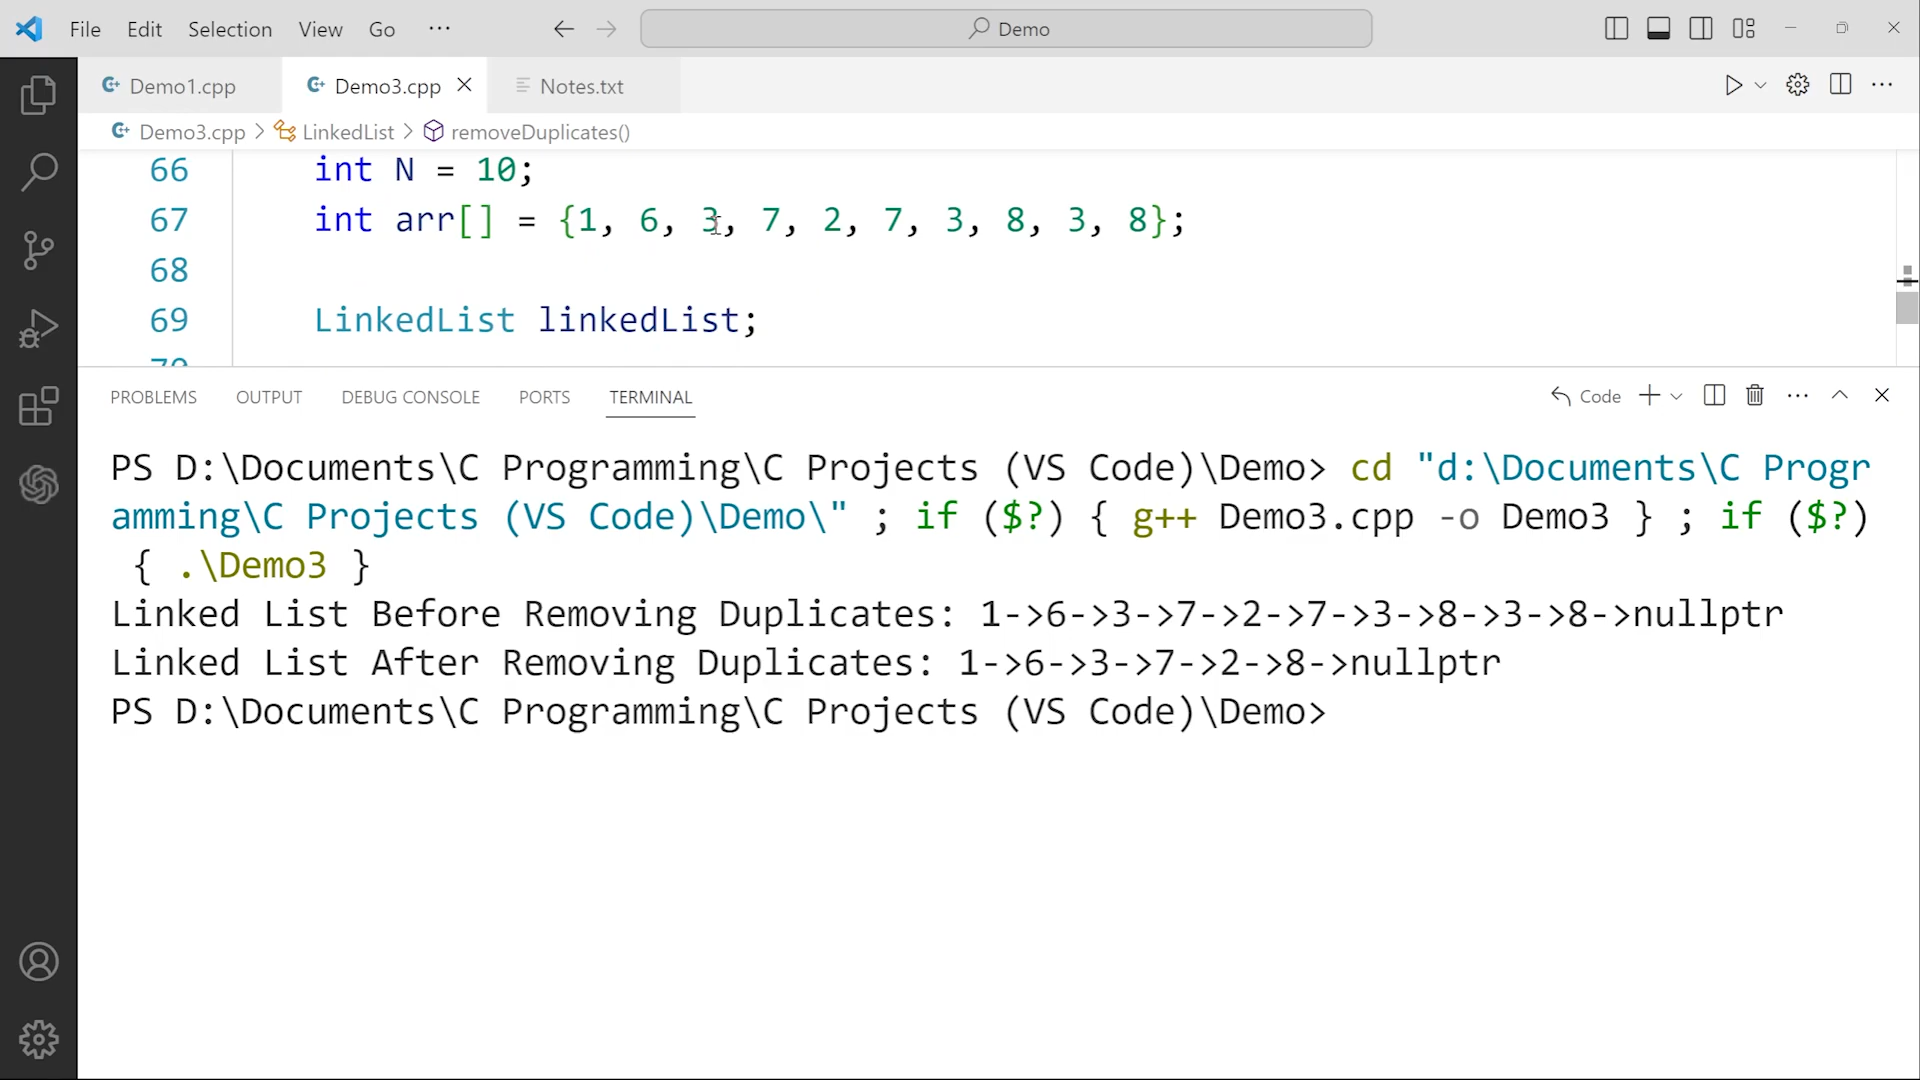 File Edit Selection View Go ··· Demo
Demo1.cpp Demo3.cpp Notes.txt
Demo3.cpp > LinkedList > removeDuplicates()
66 int N = 10;
67 int arr[] = {1, 6, 3, 7, 2, 7, 3, 8, 3, 8};
68
69 LinkedList linkedList;
70
PROBLEMS OUTPUT DEBUG CONSOLE PORTS TERMINAL Code
PS D:\Documents\C Programming\C Projects (VS Code)\Demo> cd "d:\Documents\C Progr
amming\C Projects (VS Code)\Demo\" ; if ($?) { g++ Demo3.cpp -o Demo3 } ; if ($?)
{ .\Demo3 }
Linked List Before Removing Duplicates: 1->6->3->7->2->7->3->8->3->8->nullptr
Linked List After Removing Duplicates: 1->6->3->7->2->8->nullptr
PS D:\Documents\C Programming\C Projects (VS Code)\Demo>